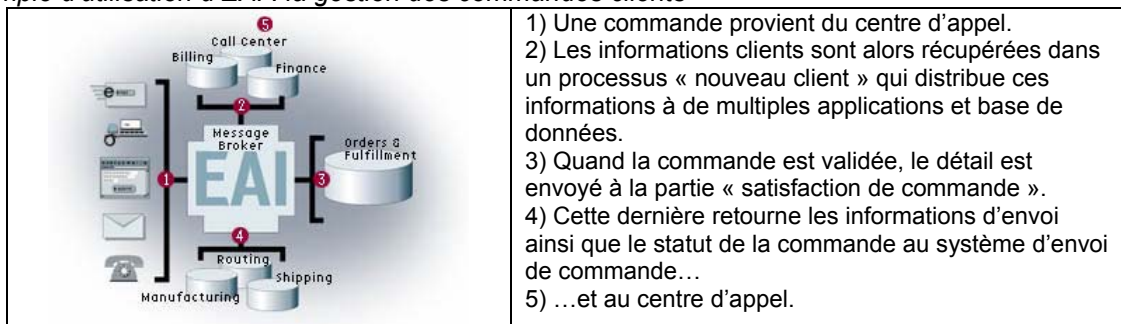 d'utilisation d'EAI : la gestion des commandes clients
5
Call Center
Billing
Finance
2
Message
Broker
EAI
Orders &
Fulfillment
1
3
4
Routing
Shipping
Manufacturing
1) Une commande provient du centre d'appel.
2) Les informations clients sont alors récupérées dans
un processus « nouveau client » qui distribue ces
informations à de multiples applications et base de
données.
3) Quand la commande est validée, le détail est
envoyé à la partie « satisfaction de commande ».
4) Cette dernière retourne les informations d'envoi
ainsi que le statut de la commande au système d'envoi
de commande…
5) …et au centre d'appel.